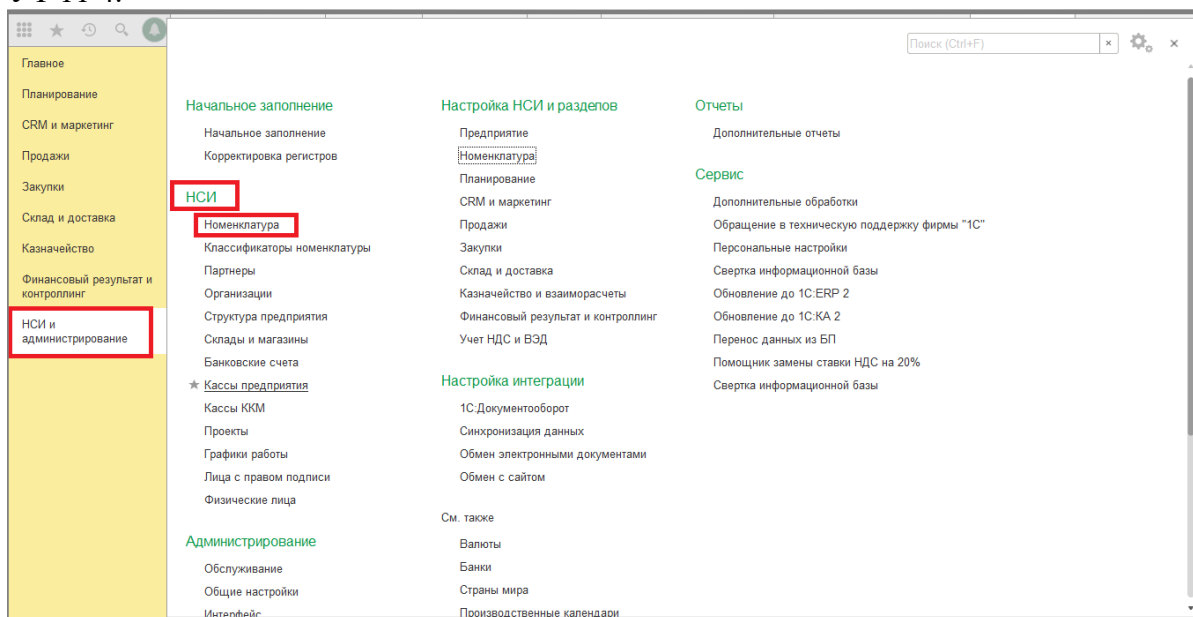 Поиск (Ctrl+F)
Главное
Планирование
CRM и маркетинг
Продажи
Закупки
Склад и доставка
Казначейство
Финансовый результат и
контроллинг
НСИ и
администрирование
Начальное заполнение
Начальное заполнение
Корректировка регистров
НСИ
Номенклатура
Классификаторы номенклатуры
Партнеры
Организации
Структура предприятия
Склады и магазины
Банковские счета
Кассы предприятия
Кассы ККМ
Проекты
Графики работы
Лица с правом подписи
Физические лица
Администрирование
Обслуживание
Общие настройки
Интерфейс
Настройка НСИ и разделов
Предприятие
Номенклатура
Планирование
CRM и маркетинг
Продажи
Закупки
Склад и доставка
Казначейство и взаиморасчеты
Финансовый результат и контроллинг
Учет НДС и ВЭД
Настройка интеграции
1С:Документооборот
Синхронизация данных
Обмен электронными документами
Обмен с сайтом
См. также
Валюты
Банки
Страны мира
Производственные календари
Отчеты
Дополнительные отчеты
Сервис
Дополнительные обработки
Обращение в техническую поддержку фирмы "1С"
Персональные настройки
Свертка информационной базы
Обновление до 1С:ERP 2
Обновление до 1С:КА 2
Перенос данных из БП
Помощник замены ставки НДС на 20%
Свертка информационной базы